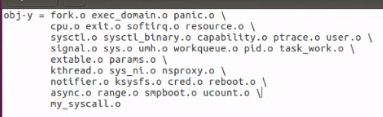 obj-y = fork.o exec_domain.o panic.o \
cpu.o exit.o softirq.o resource.o \
sysctl.o sysctl_binary.o capability.o ptrace.o user.o \
signal.o sys.o umh.o workqueue.o pid.o task_work.o \
extable.o params.o \
kthread.o sys_ni.o nsproxy.o \
notifier.o ksysfs.o cred.o reboot.o \
async.o range.o smpboot.o ucount.o \
my_syscall.o